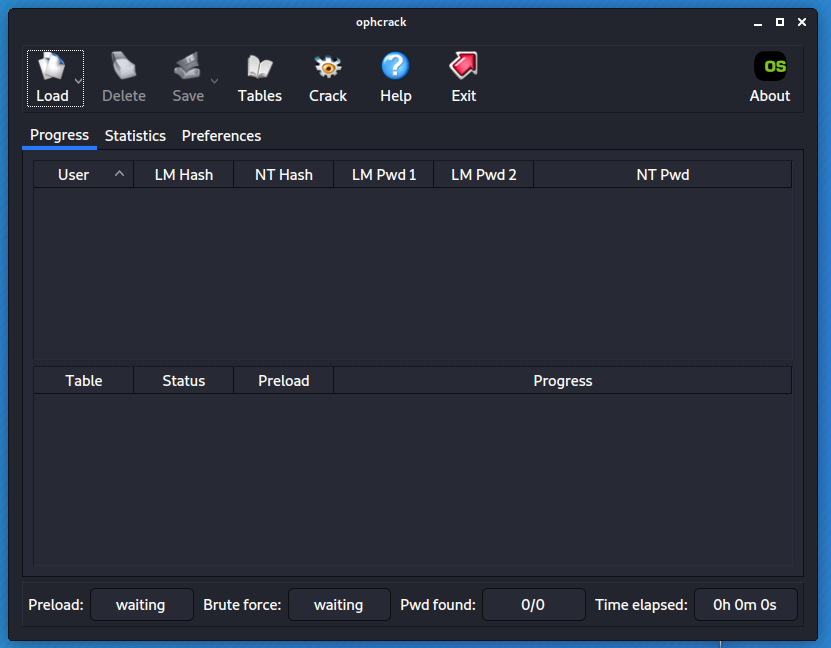 ophcrack
Load Delete Save Tables Crack Help Exit OS About
Progress Statistics Preferences
User LM Hash NT Hash LM Pwd 1 LM Pwd 2 NT Pwd
Table Status Preload Progress
Preload: waiting Brute force: waiting Pwd found: 0/0 Time elapsed: 0h 0m 0s